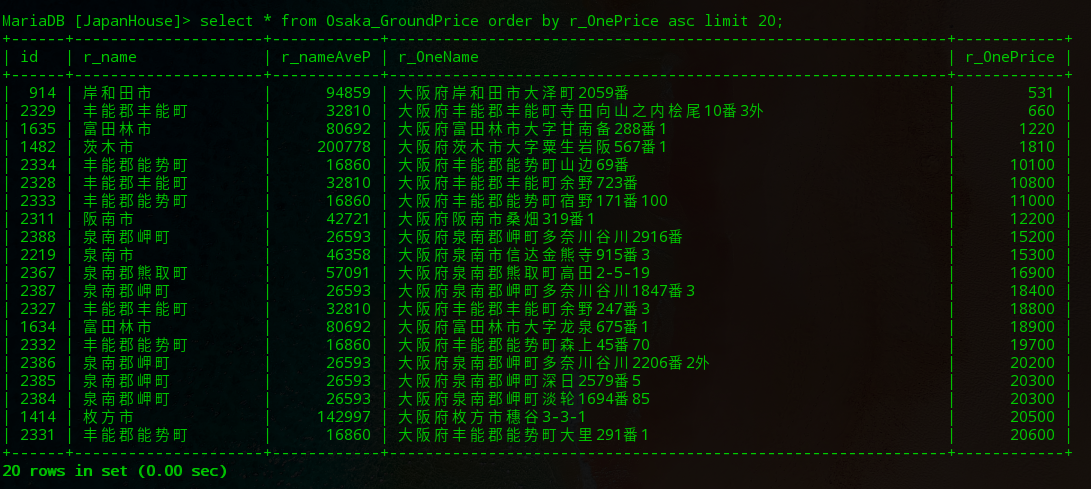 MariaDB [JapanHouse]> select * from Osaka_GroundPrice order by r_OnePrice asc limit 20;
+------+--------------------+------------+--------------------------------------------------------------+------------+
| id | r_name | r_nameAveP | r_OneName | r_OnePrice |
+------+--------------------+------------+--------------------------------------------------------------+------------+
| 914 | 岸和田市 | 94859 | 大阪府岸和田市大泽町2059番 | 531 |
| 2329 | 丰能郡丰能町 | 32810 | 大阪府丰能郡丰能町寺田向山之内桧尾10番3外 | 660 |
| 1635 | 富田林市 | 80692 | 大阪府富田林市大字甘南备288番1 | 1220 |
| 1482 | 茨木市 | 200778 | 大阪府茨木市大字粟生岩阪567番1 | 1810 |
| 2334 | 丰能郡能势町 | 16860 | 大阪府丰能郡能势町山边69番 | 10100 |
| 2328 | 丰能郡丰能町 | 32810 | 大阪府丰能郡丰能町余野723番 | 10800 |
| 2333 | 丰能郡能势町 | 16860 | 大阪府丰能郡能势町宿野171番100 | 11000 |
| 2311 | 阪南市 | 42721 | 大阪府阪南市桑畑319番1 | 12200 |
| 2388 | 泉南郡岬町 | 26593 | 大阪府泉南郡岬町多奈川谷川2916番 | 15200 |
| 2219 | 泉南市 | 46358 | 大阪府泉南市信达金熊寺915番3 | 15300 |
| 2367 | 泉南郡熊取町 | 57091 | 大阪府泉南郡熊取町高田2-5-19 | 16900 |
| 2387 | 泉南郡岬町 | 26593 | 大阪府泉南郡岬町多奈川谷川1847番3 | 18400 |
| 2327 | 丰能郡丰能町 | 32810 | 大阪府丰能郡丰能町余野247番3 | 18800 |
| 1634 | 富田林市 | 80692 | 大阪府富田林市大字龙泉675番1 | 18900 |
| 2332 | 丰能郡能势町 | 16860 | 大阪府丰能郡能势町森上45番70 | 19700 |
| 2386 | 泉南郡岬町 | 26593 | 大阪府泉南郡岬町多奈川谷川2206番2外 | 20200 |
| 2385 | 泉南郡岬町 | 26593 | 大阪府泉南郡岬町深日2579番5 | 20300 |
| 2384 | 泉南郡岬町 | 26593 | 大阪府泉南郡岬町淡轮1694番85 | 20300 |
| 1414 | 枚方市 | 142997 | 大阪府枚方市穗谷3-3-1 | 20500 |
| 2331 | 丰能郡能势町 | 16860 | 大阪府丰能郡能势町大里291番1 | 20600 |
+------+--------------------+------------+--------------------------------------------------------------+------------+
20 rows in set (0.00 sec)